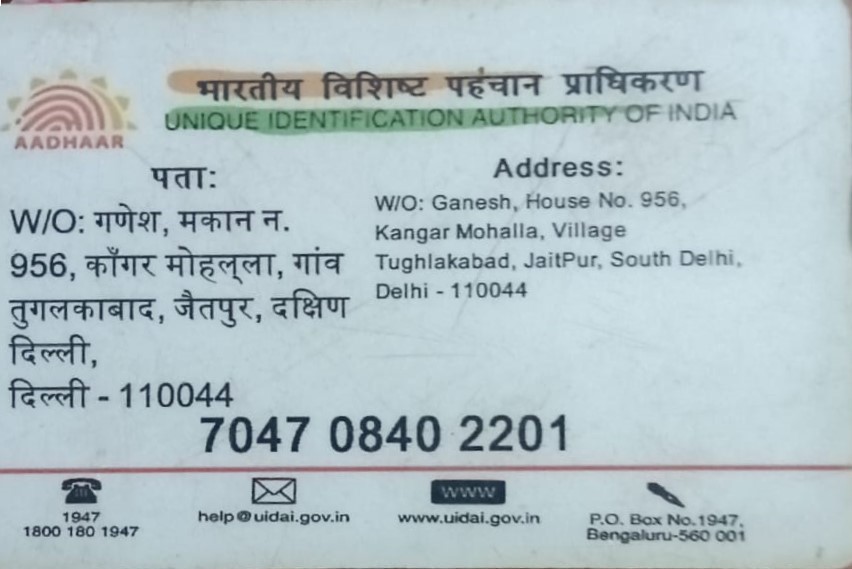 भारतीय विशिष्ट पहचान प्राधिकरण
UNIQUE IDENTIFICATION AUTHORITY OF INDIA
AADHAAR
पता:
W/O: गणेश, मकान न.
956, काँगर मोहल्ला, गांव
तुगलकाबाद, जैतपुर, दक्षिण
दिल्ली,
दिल्ली - 110044
Address:
W/O: Ganesh, House No. 956,
Kangar Mohalla, Village
Tughlakabad, JaitPur, South Delhi,
Delhi - 110044
7047 0840 2201
1947
1800 180 1947
help@uidai.gov.in
www
www.uidai.gov.in
P.O. Box No.1947,
Bengaluru-560 001